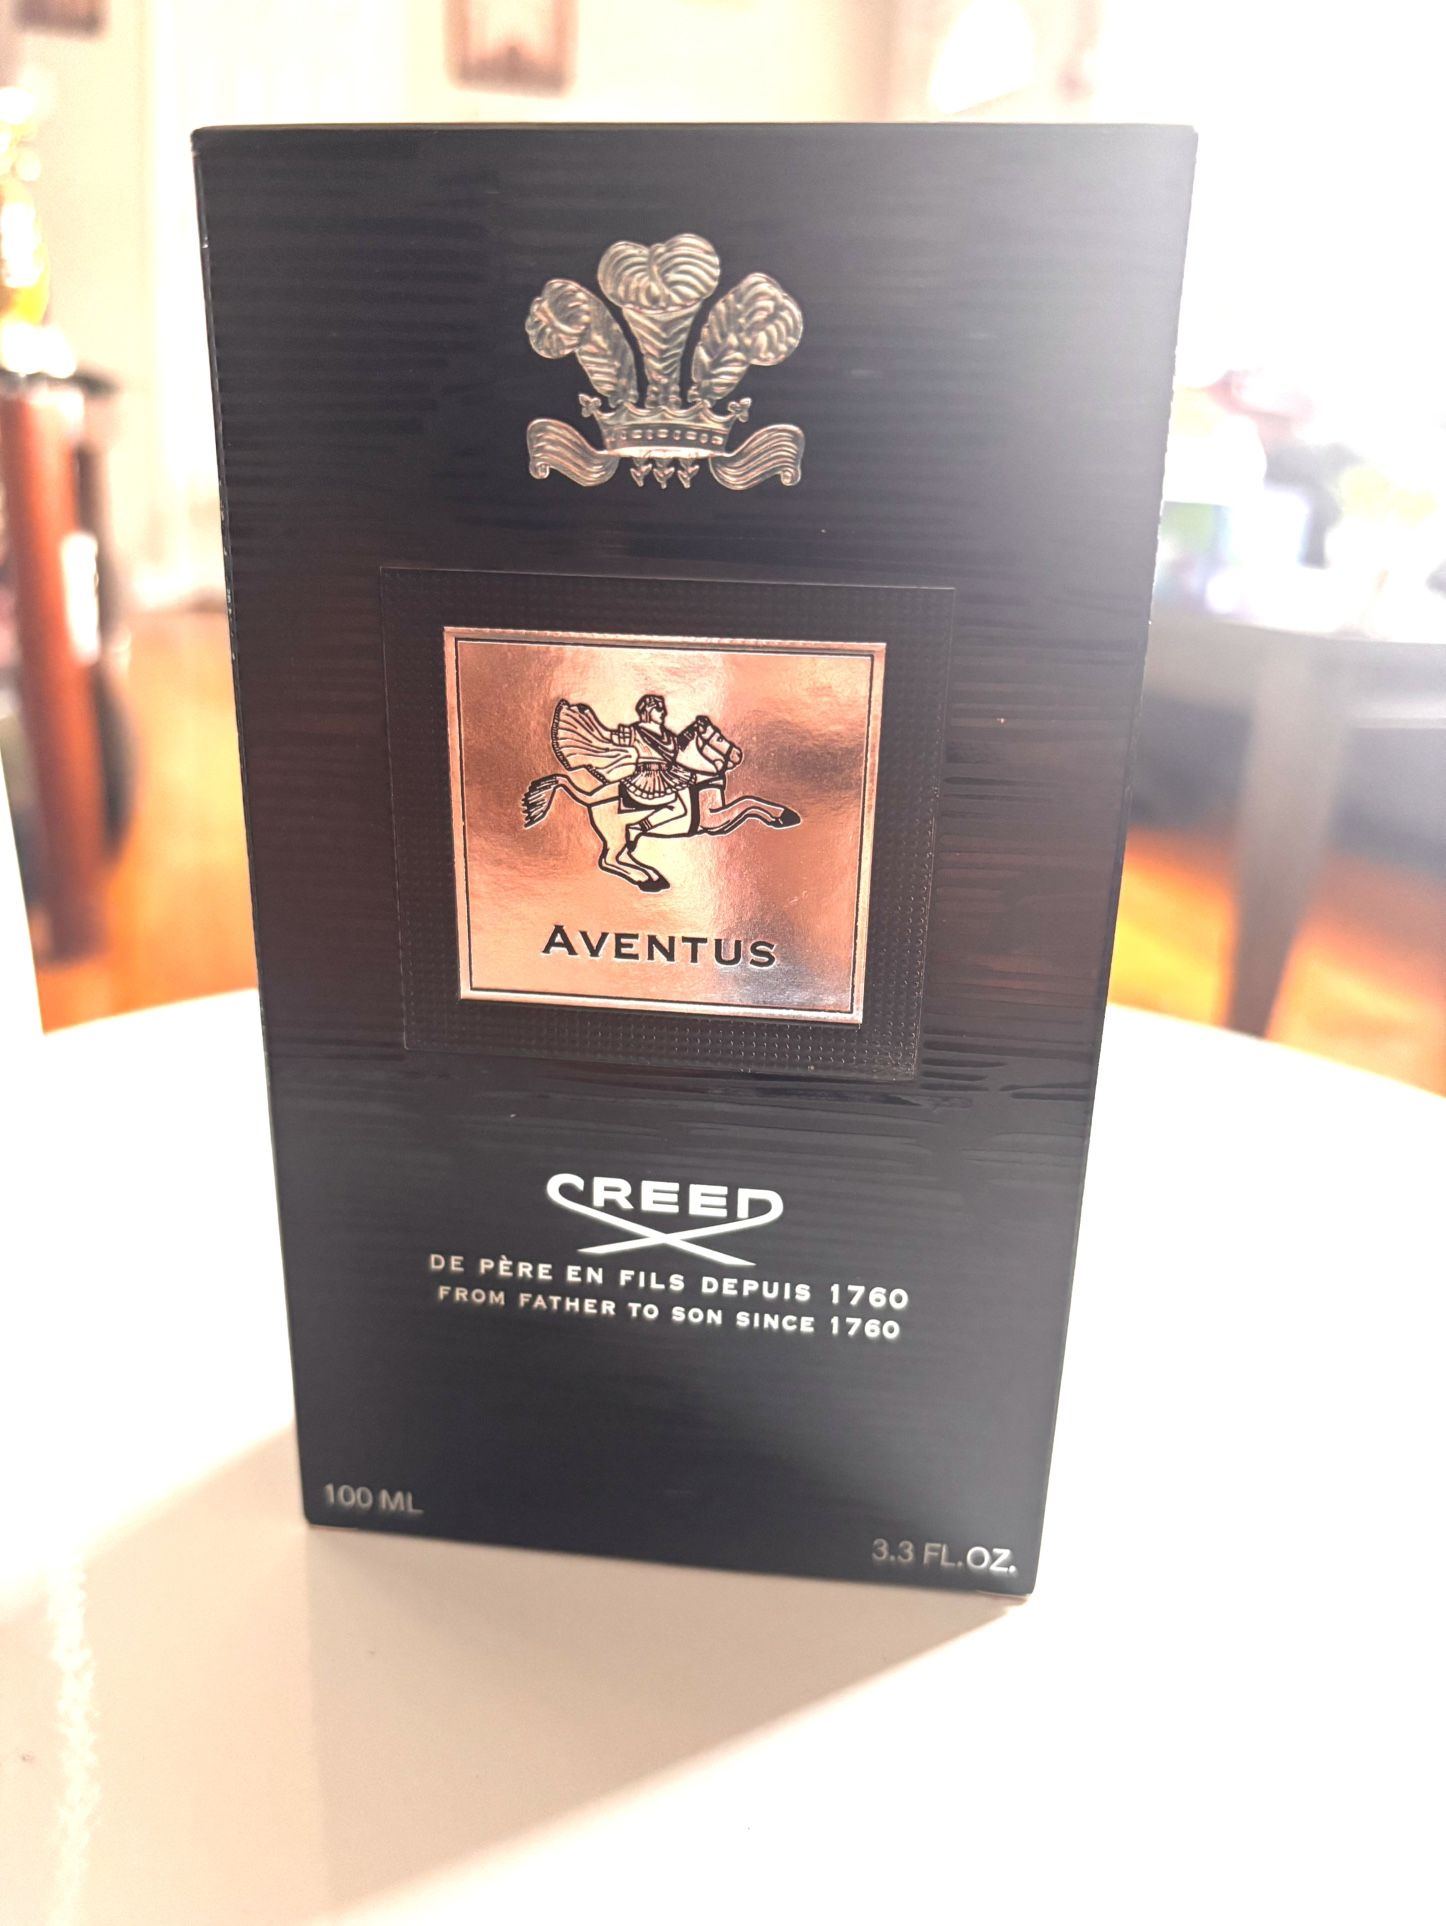 AVENTUS
CREED
DE PÈRE EN FILS DEPUIS 1760
FROM FATHER TO SON SINCE 1760
100 ML
3.3 FL.OZ.